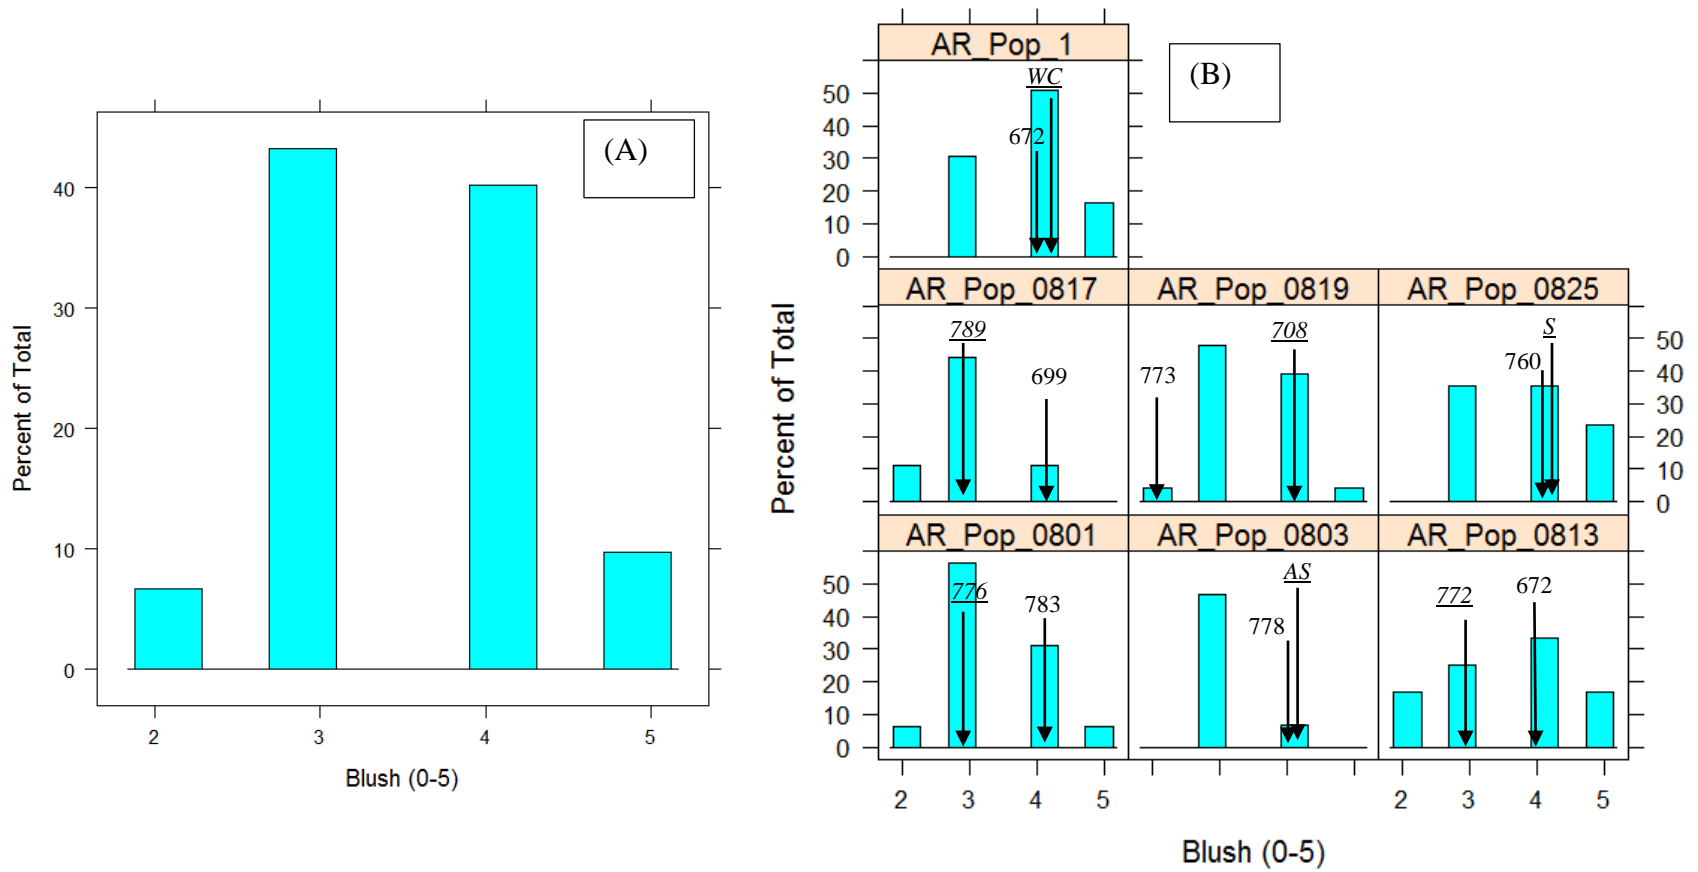 (A)
Percent of Total
40
30
20
10
0
2 3 4 5
Blush (0-5)
(B)
Percent of Total
AR_Pop_1
WC
672
50
40
30
20
10
0
AR_Pop_0817 AR_Pop_0819 AR_Pop_0825
789
699
773
708
760
S
50
40
30
20
10
0
AR_Pop_0801 AR_Pop_0803 AR_Pop_0813
776
783
778
AS
772
672
50
40
30
20
10
0
2 3 4 5 2 3 4 5
Blush (0-5)